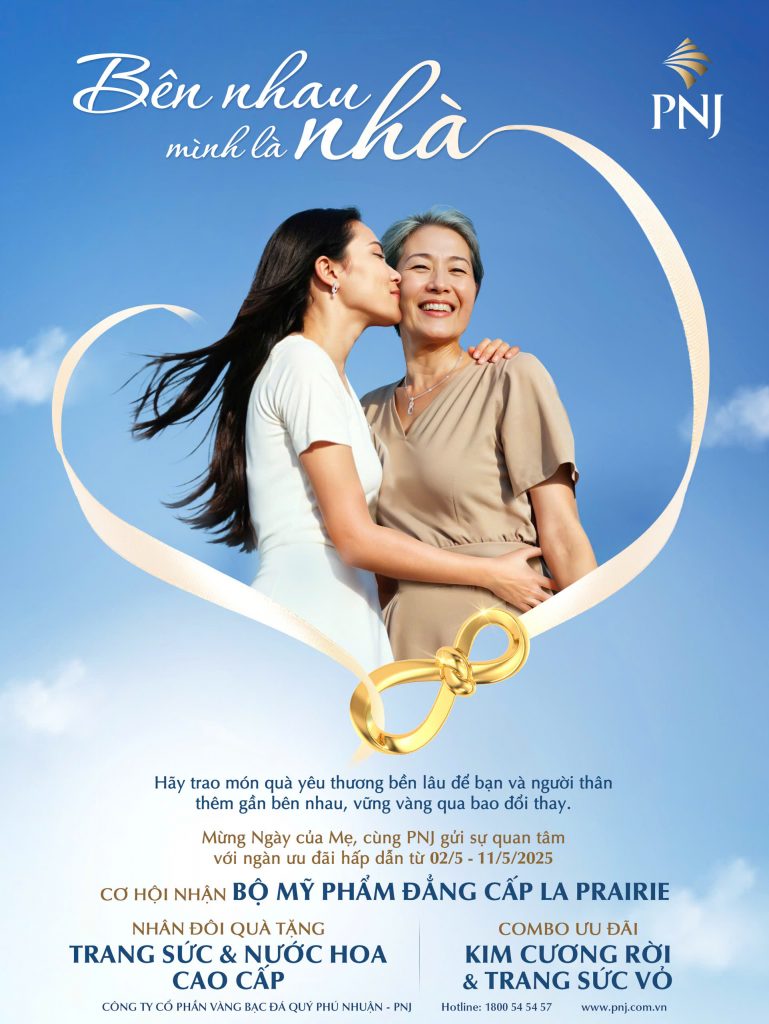 Bên nhau
mình là nhà
PNJ
Hãy trao món quà yêu thương bền lâu để bạn và người thân
thêm gần bên nhau, vững vàng qua bao đổi thay.
Mừng Ngày của Mẹ, cùng PNJ gửi sự quan tâm
với ngàn ưu đãi hấp dẫn từ 02/5 - 11/5/2025
CƠ HỘI NHẬN BỘ MỸ PHẨM ĐẲNG CẤP LA PRAIRIE
NHÂN ĐÔI QUÀ TẶNG
TRANG SỨC & NƯỚC HOA
CAO CẤP
COMBO ƯU ĐÃI
KIM CƯƠNG RỜI
& TRANG SỨC VỎ
CÔNG TY CỔ PHẦN VÀNG BẠC ĐÁ QUÝ PHÚ NHUẬN - PNJ Hotline: 1800 54 54 57 www.pnj.com.vn